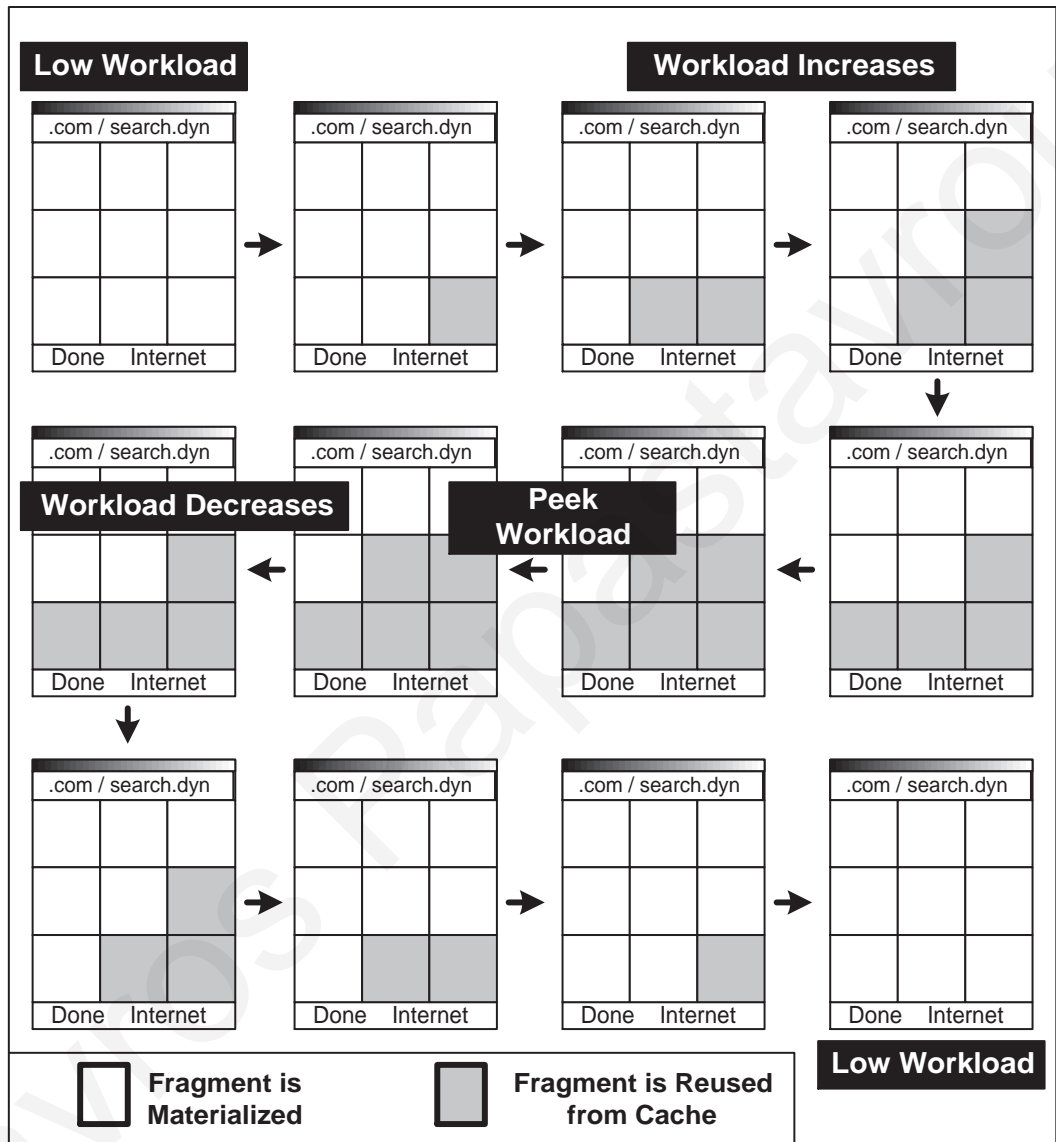 Low Workload
Workload Increases
.com / search.dyn
.com / search.dyn
.com / search.dyn
.com / search.dyn
Done Internet
Done Internet
Done Internet
Done Internet
.com / search.dyn
.com / search.dyn
.com / search.dyn
.com / search.dyn
Workload Decreases
Peek
Workload
Done Internet
Done Internet
Done Internet
Done Internet
.com / search.dyn
.com / search.dyn
.com / search.dyn
.com / search.dyn
Done Internet
Done Internet
Done Internet
Done Internet
Low Workload
Fragment is
Materialized
Fragment is Reused
from Cache